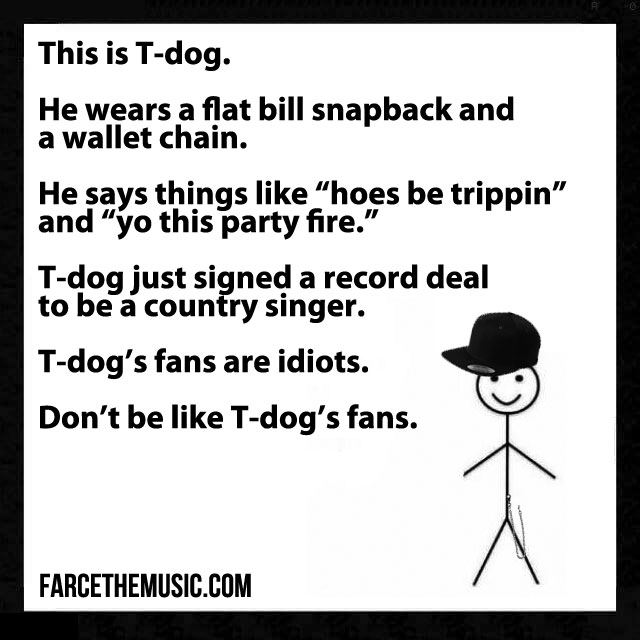 This is T-dog.
He wears a flat bill snapback and
a wallet chain.
He says things like “hoes be trippin”
and “yo this party fire.”
T-dog just signed a record deal
to be a country singer.
T-dog’s fans are idiots.
Don’t be like T-dog’s fans.
FARCETHEMUSIC.COM